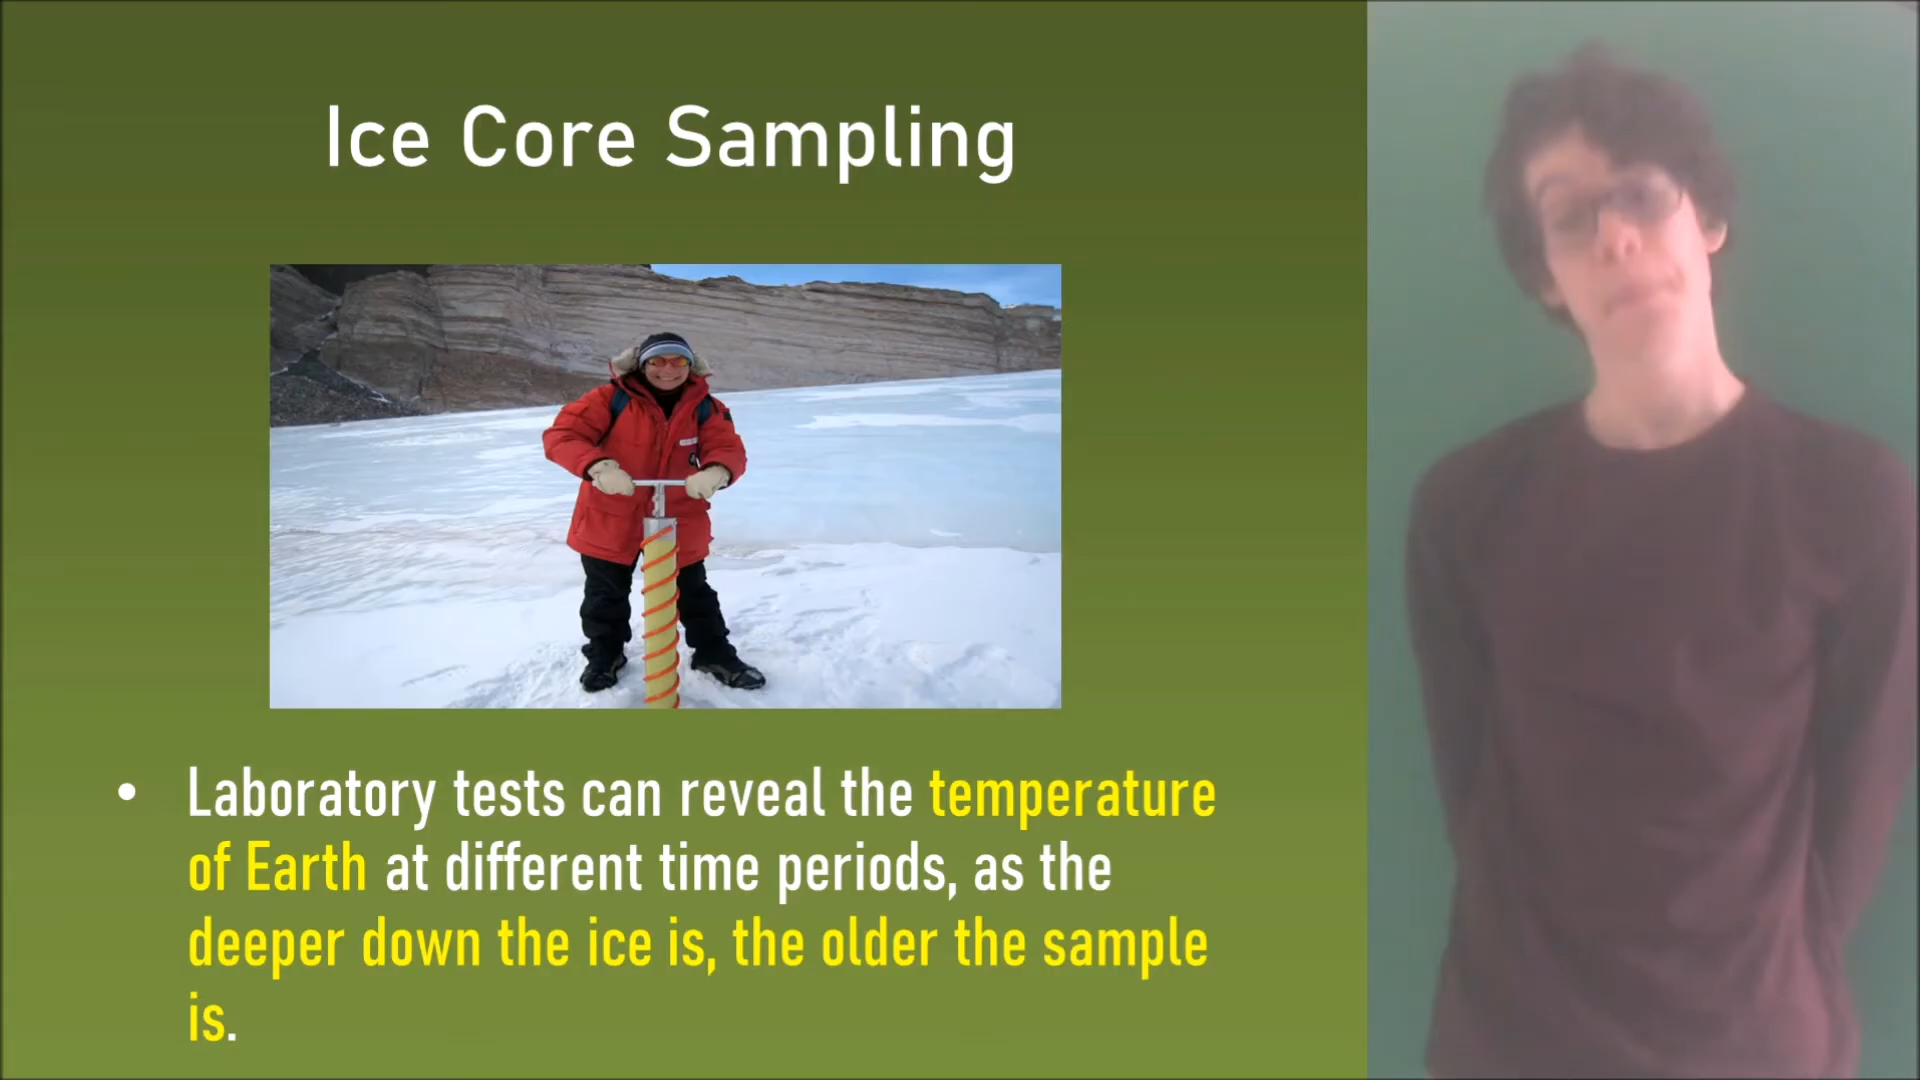 Ice Core Sampling
• Laboratory tests can reveal the temperature
of Earth at different time periods, as the
deeper down the ice is, the older the sample
is.